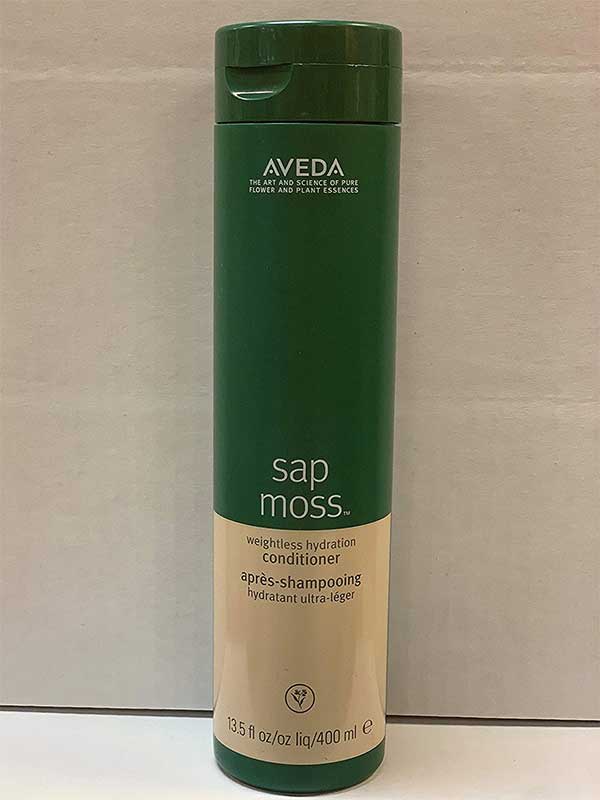 AVEDA
THE ART AND SCIENCE OF PURE
FLOWER AND PLANT ESSENCES
sap
moss™
weightless hydration
conditioner
après-shampooing
hydratant ultra-léger
13.5 fl oz/oz liq/400 ml ℮